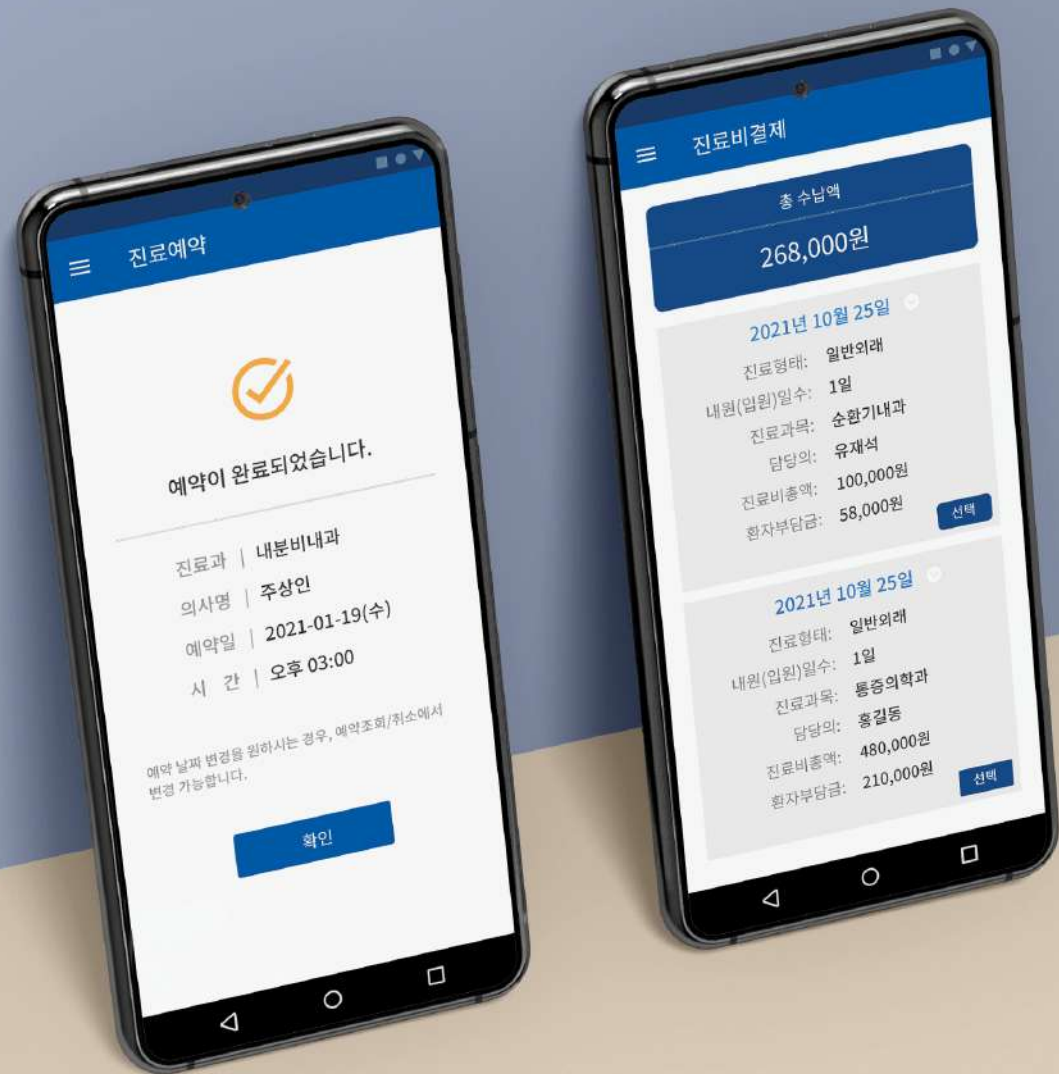 진료예약
예약이 완료되었습니다.
진료과 | 내분비내과
의사명 | 주상인
예약일 | 2021-01-19(수)
시 간 | 오후 03:00
예약 날짜 변경을 원하시는 경우, 예약조회/취소에서
변경 가능합니다.
확인
진료비결제
총 수납액
268,000원
2021년 10월 25일
진료형태: 일반외래
내원(입원)일수: 1일
진료과목: 순환기내과
담당의: 유재석
진료비총액: 100,000원
환자부담금: 58,000원
선택
2021년 10월 25일
진료형태: 일반외래
내원(입원)일수: 1일
진료과목: 통증의학과
담당의: 홍길동
진료비총액: 480,000원
환자부담금: 210,000원
선택